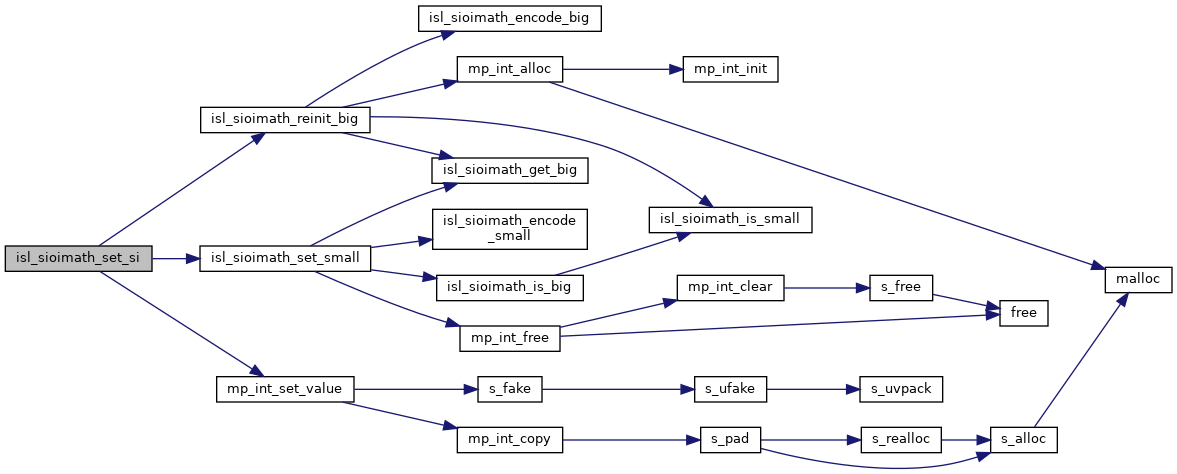 isl_sioimath_encode_big
mp_int_alloc
mp_int_init
isl_sioimath_reinit_big
isl_sioimath_get_big
isl_sioimath_is_small
isl_sioimath_encode
_small
isl_sioimath_set_si
isl_sioimath_set_small
malloc
isl_sioimath_is_big
mp_int_clear
s_free
free
mp_int_free
mp_int_set_value
s_fake
s_ufake
s_uvpack
mp_int_copy
s_pad
s_realloc
s_alloc